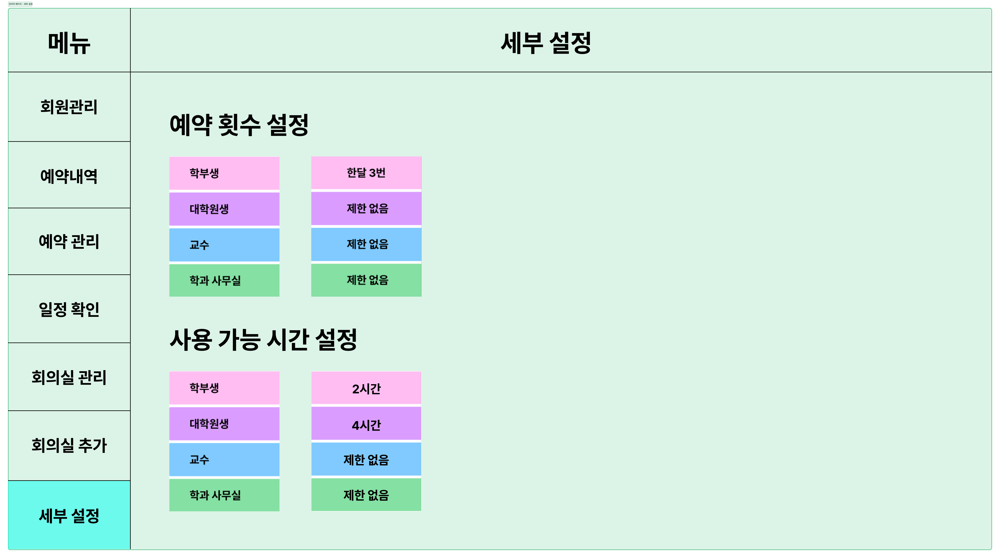 관리자 페이지 - 세부 설정
메뉴
세부 설정
회원관리
예약내역
예약 관리
일정 확인
회의실 관리
회의실 추가
세부 설정
예약 횟수 설정
학부생 한달 3번
대학원생 제한 없음
교수 제한 없음
학과 사무실 제한 없음
사용 가능 시간 설정
학부생 2시간
대학원생 4시간
교수 제한 없음
학과 사무실 제한 없음